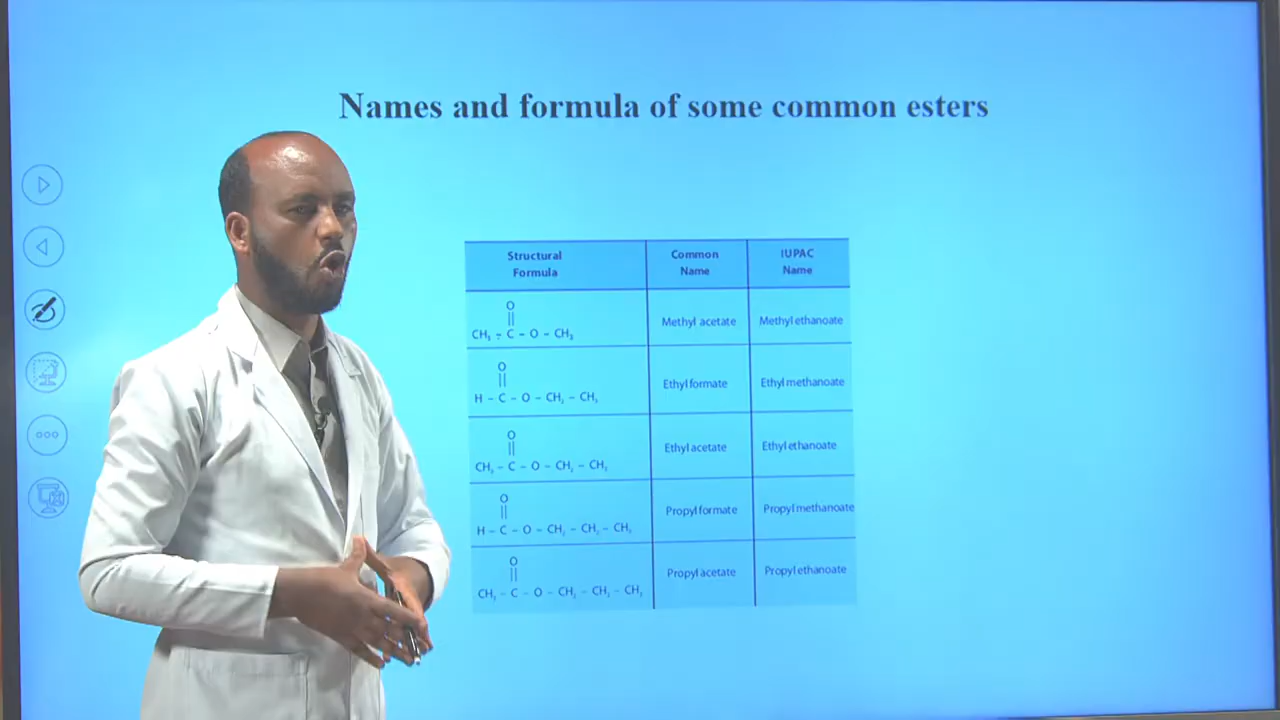 Names and formula of some common esters
Structural Formula
Common Name
IUPAC Name
O
||
CH₃ – C – O – CH₃
Methyl acetate
Methyl ethanoate
O
||
H – C – O – CH₂ – CH₃
Ethyl formate
Ethyl methanoate
O
||
CH₃ – C – O – CH₂ – CH₃
Ethyl acetate
Ethyl ethanoate
O
||
H – C – O – CH₂ – CH₂ – CH₃
Propyl formate
Propyl methanoate
O
||
CH₃ – C – O – CH₂ – CH₂ – CH₃
Propyl acetate
Propyl ethanoate